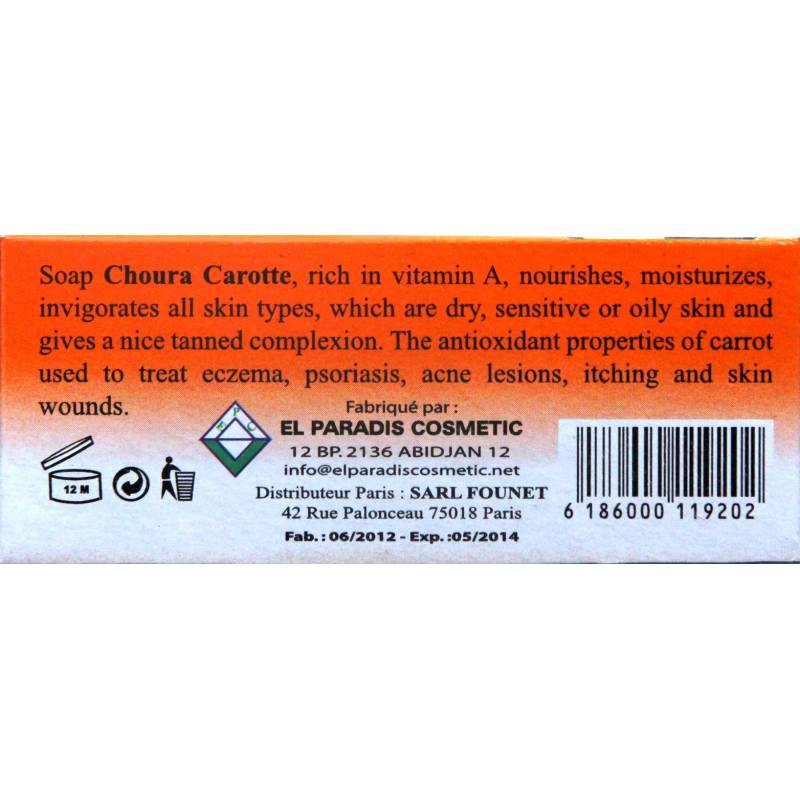 Soap Choura Carotte, rich in vitamin A, nourishes, moisturizes,
invigorates all skin types, which are dry, sensitive or oily skin and
gives a nice tanned complexion. The antioxidant properties of carrot
used to treat eczema, psoriasis, acne lesions, itching and skin
wounds.
E P C
Fabriqué par :
EL PARADIS COSMETIC
12 BP. 2136 ABIDJAN 12
info@elparadiscosmetic.net
Distributeur Paris : SARL FOUNET
42 Rue Palonceau 75018 Paris
Fab. : 06/2012 - Exp. :05/2014
12 M
6 186000 119202